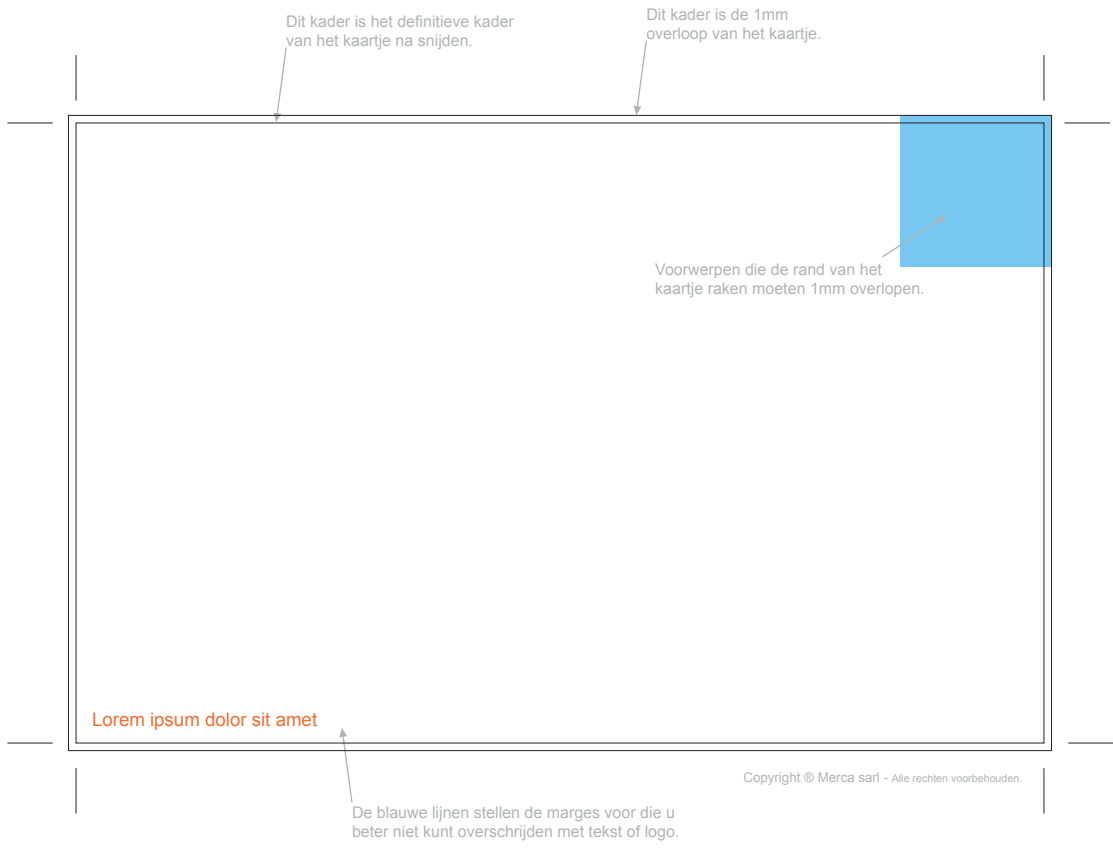 Dit kader is het definitieve kader
van het kaartje na snijden.
Dit kader is de 1mm
overloop van het kaartje.
Voorwerpen die de rand van het
kaartje raken moeten 1mm overlopen.
Lorem ipsum dolor sit amet
Copyright ® Merca sarl - Alle rechten voorbehouden.
De blauwe lijnen stellen de marges voor die u
beter niet kunt overschrijden met tekst of logo.